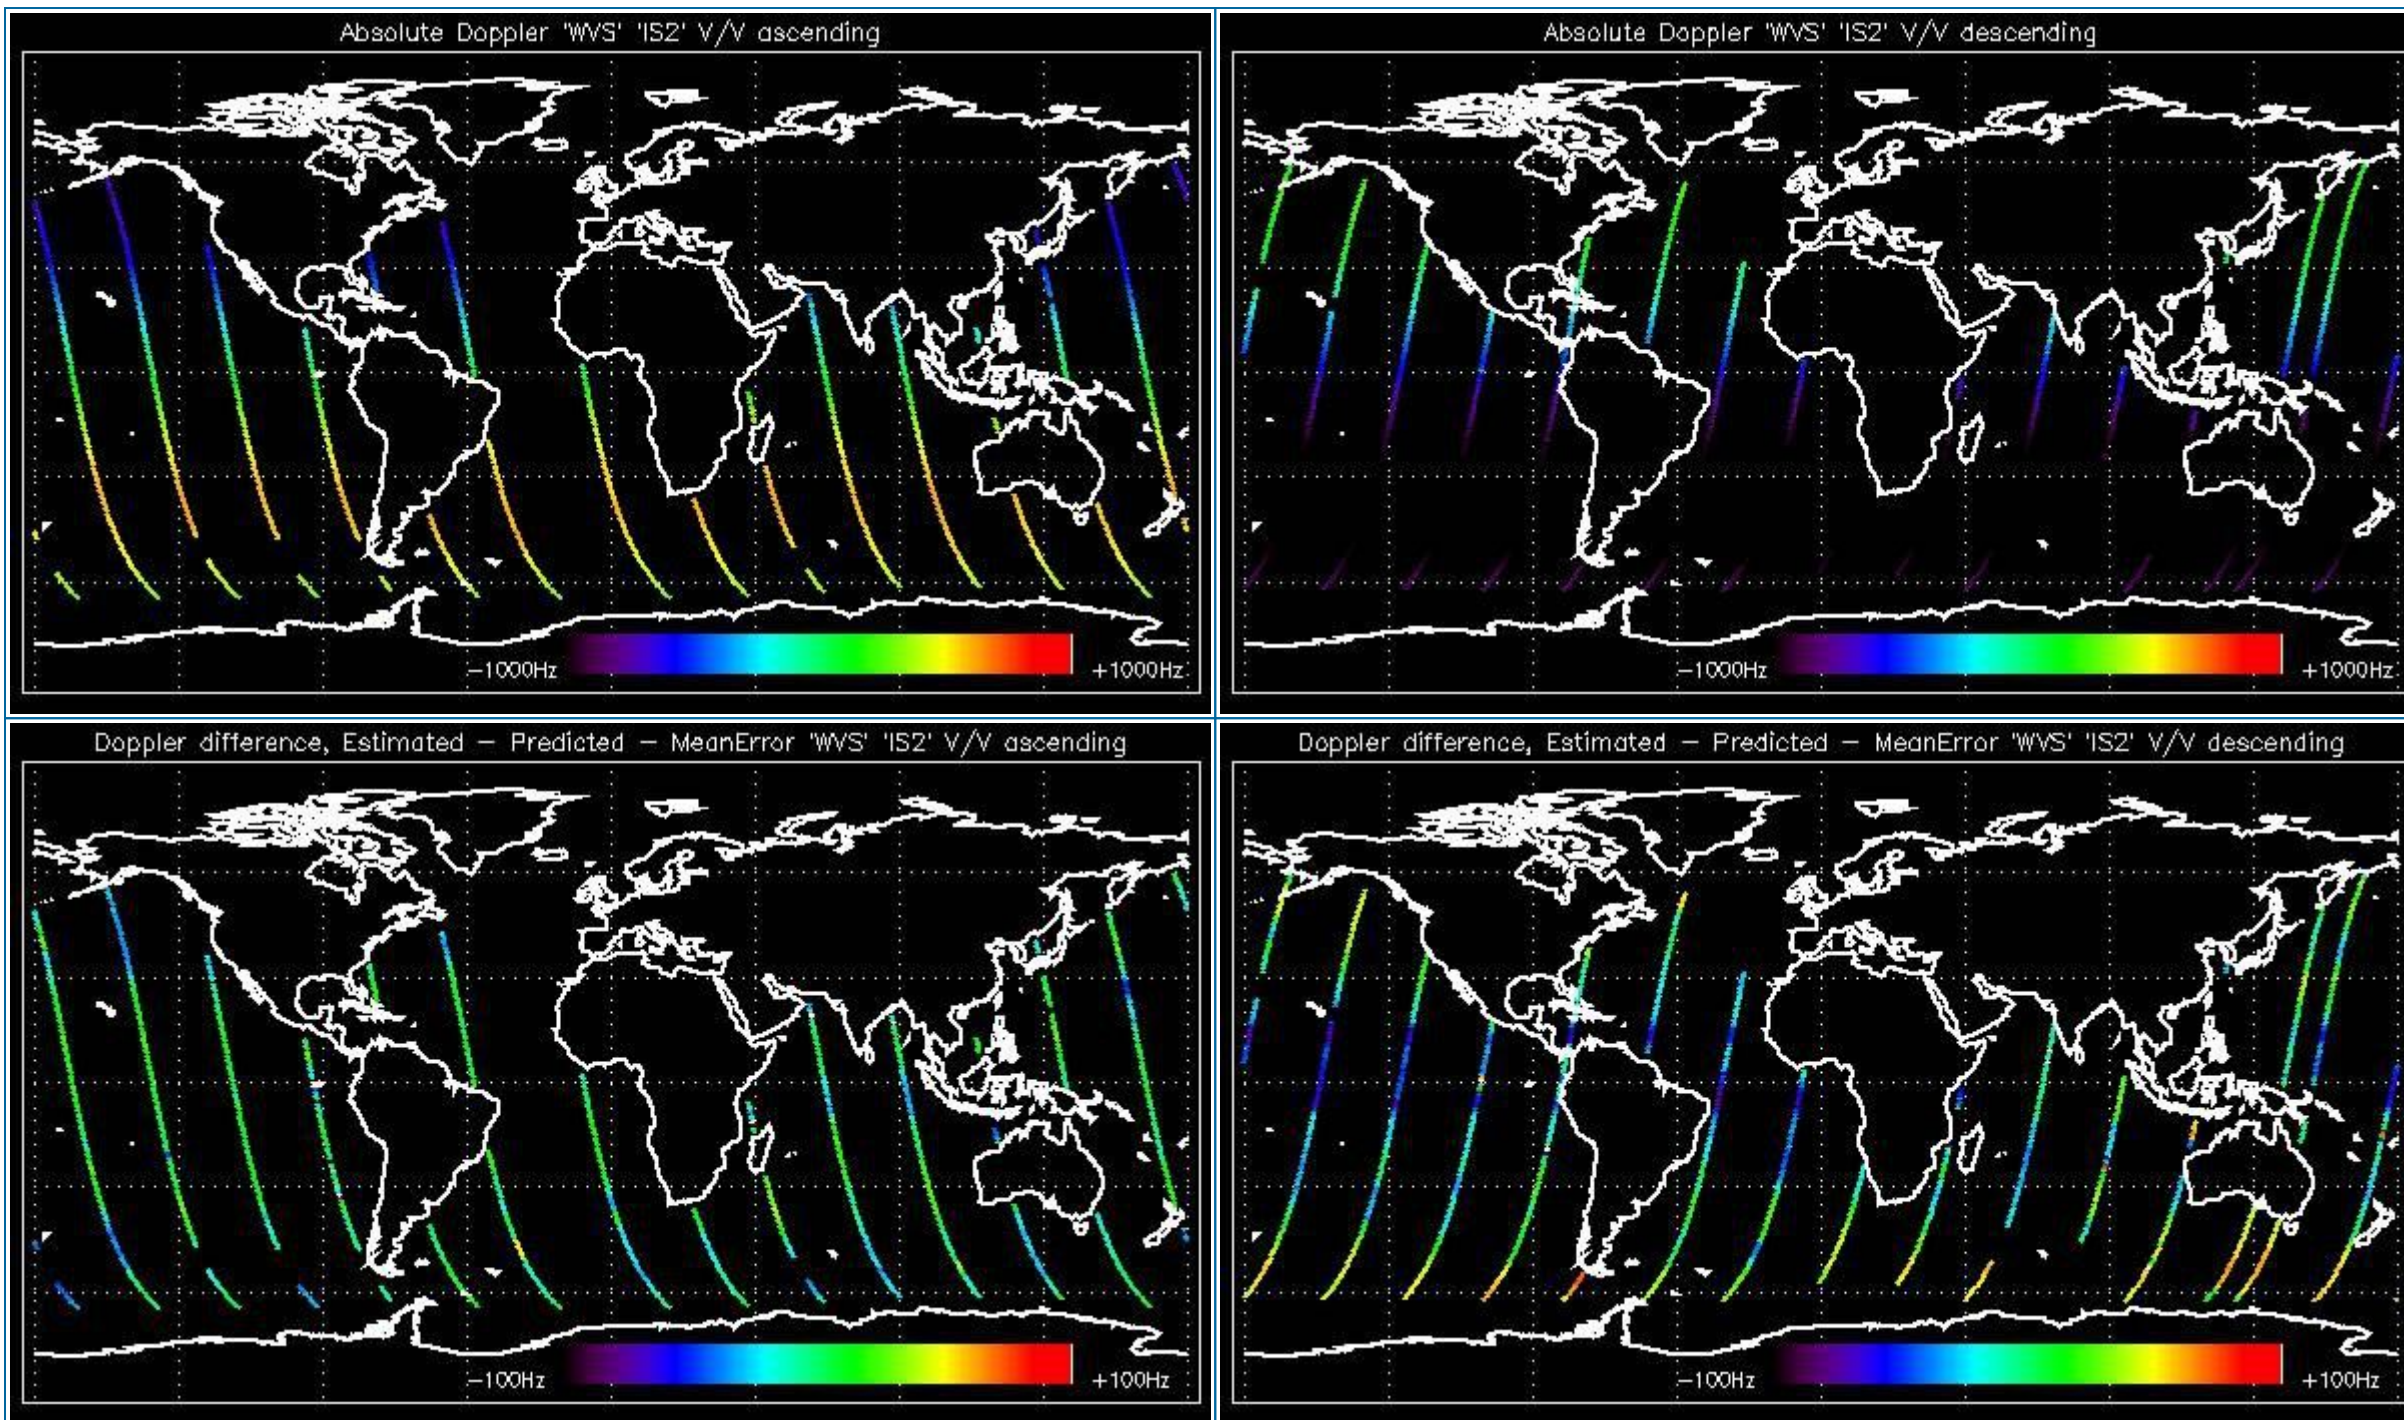 Absolute Doppler 'WVS' 'IS2' V/V ascending
-1000Hz
+1000Hz
Absolute Doppler 'WVS' 'IS2' V/V descending
-1000Hz
+1000Hz
Doppler difference, Estimated - Predicted - MeanError 'WVS' 'IS2' V/V ascending
-100Hz
+100Hz
Doppler difference, Estimated - Predicted - MeanError 'WVS' 'IS2' V/V descending
-100Hz
+100Hz